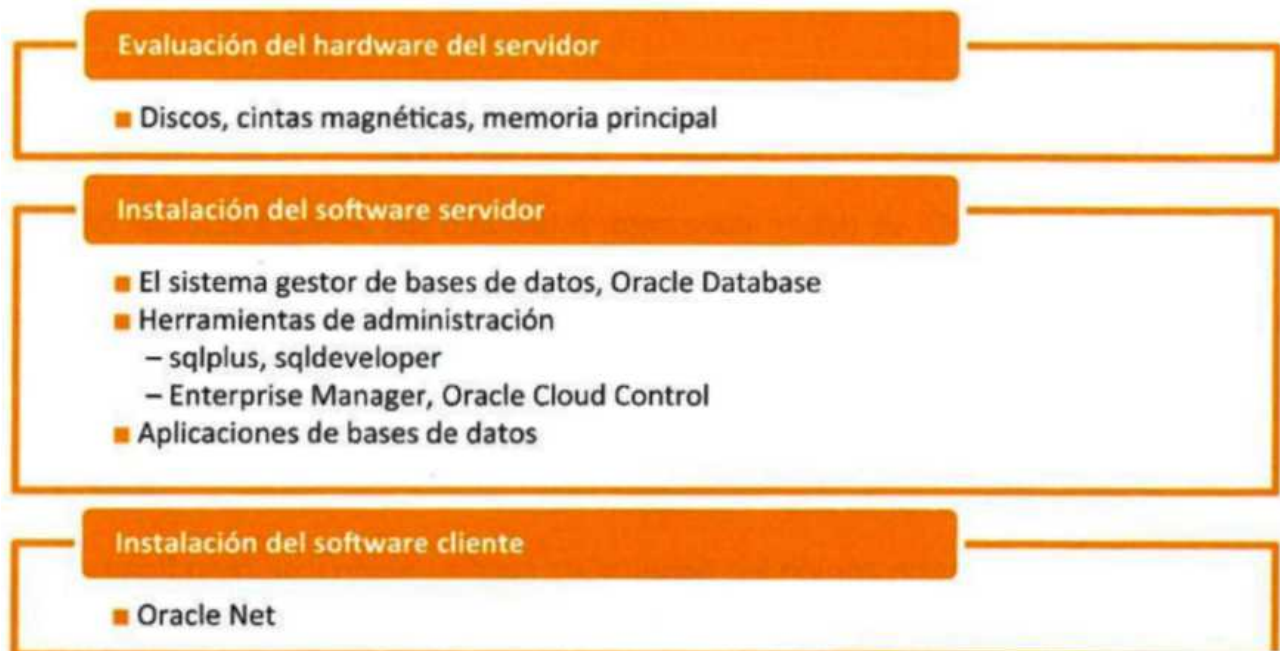 Evaluación del hardware del servidor
■ Discos, cintas magnéticas, memoria principal
Instalación del software servidor
■ El sistema gestor de bases de datos, Oracle Database
■ Herramientas de administración
– sqlplus, sqldeveloper
– Enterprise Manager, Oracle Cloud Control
■ Aplicaciones de bases de datos
Instalación del software cliente
■ Oracle Net